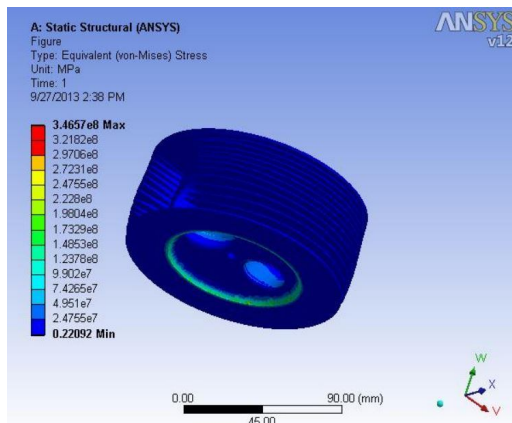 A: Static Structural (ANSYS)
Figure
Type: Equivalent (von-Mises) Stress
Unit: MPa
Time: 1
9/27/2013 2:38 PM
ANSYS
v12
3.4657e8 Max
3.2182e8
2.9706e8
2.7231e8
2.4755e8
2.228e8
1.9804e8
1.7329e8
1.4853e8
1.2378e8
9.902e7
7.4265e7
4.951e7
2.4755e7
0.22092 Min
W
X
V
0.00 90.00 (mm)
45.00